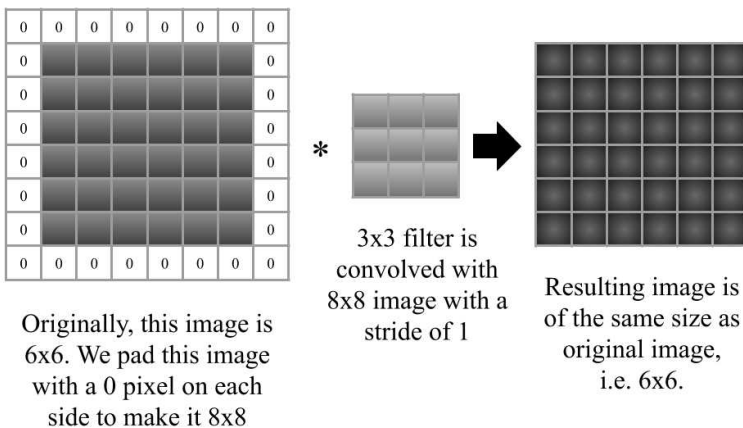 0 0 0 0 0 0 0 0
0 0
0 0
0 0
0 0
0 0
0 0
0 0 0 0 0 0 0 0
*
Originally, this image is
6x6. We pad this image
with a 0 pixel on each
side to make it 8x8
3x3 filter is
convolved with
8x8 image with a
stride of 1
Resulting image is
of the same size as
original image,
i.e. 6x6.